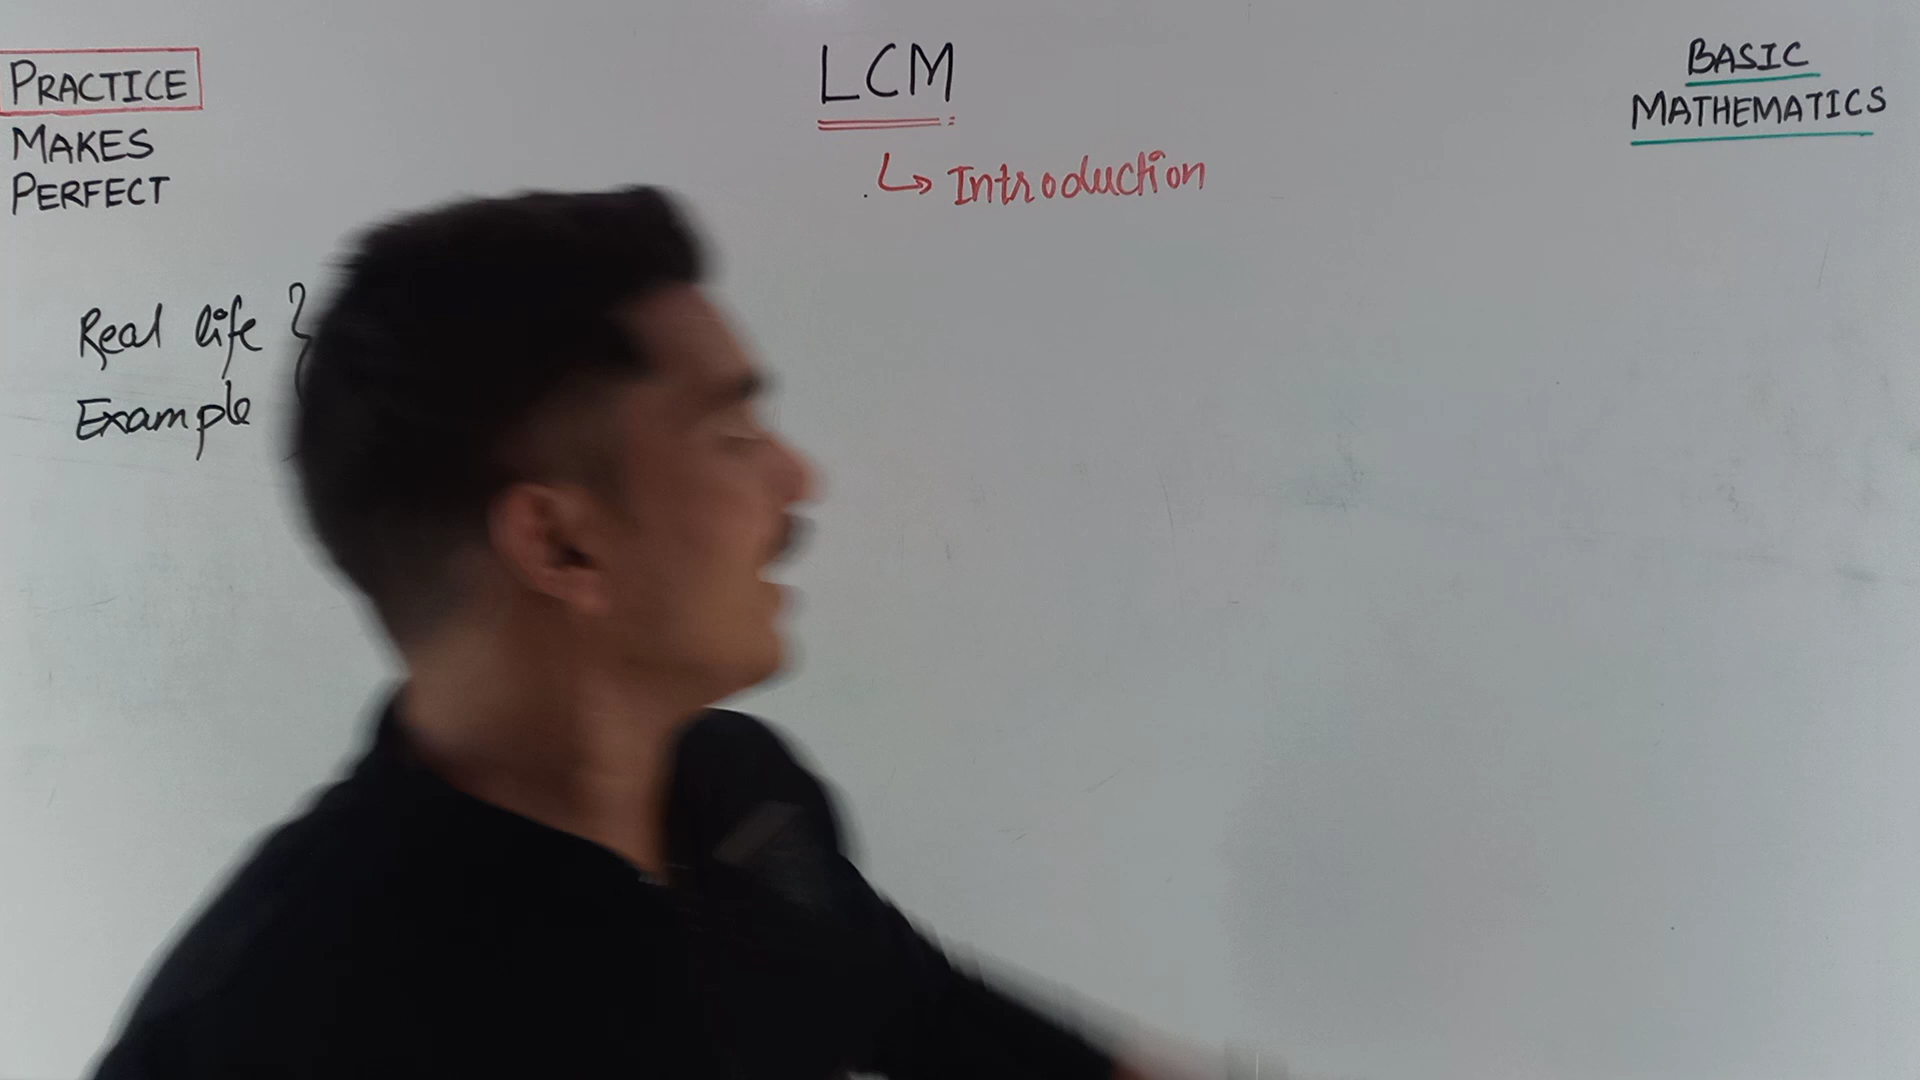 PRACTICE
MAKES
PERFECT
LCM
↳ Introduction
BASIC
MATHEMATICS
Real life }
Example